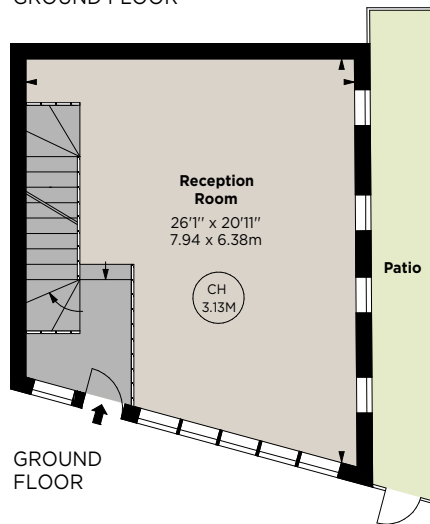 GROUND FLOOR
Reception
Room
26'1" x 20'11"
7.94 x 6.38m
CH
3.13M
Patio
GROUND
FLOOR